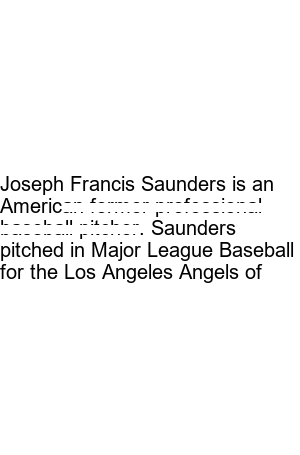 Joseph Francis Saunders is an
American former professional
baseball pitcher. Saunders
pitched in Major League Baseball
for the Los Angeles Angels of